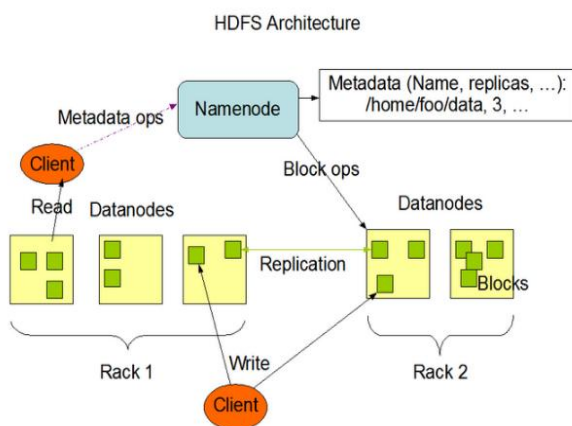 HDFS Architecture
Metadata (Name, replicas, ...):
/home/foo/data, 3, ...
Namenode
Metadata ops
Client
Block ops
Read
Datanodes
Datanodes
Replication
Blocks
Write
Rack 1
Rack 2
Client